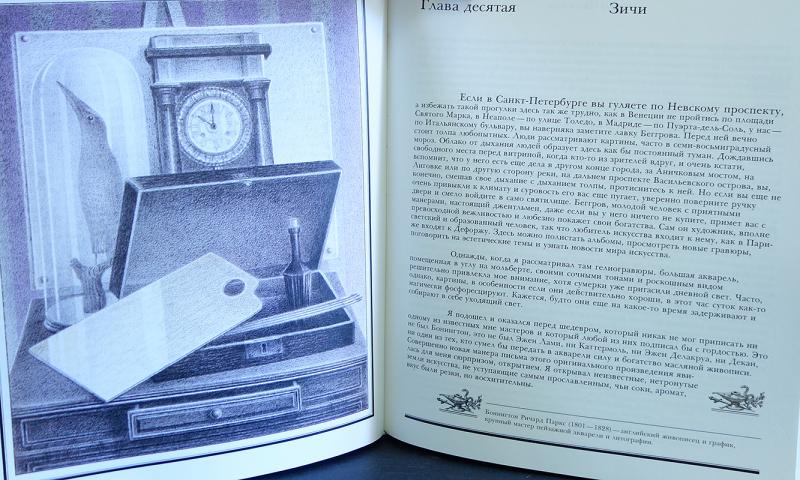 Глава десятая
Зичи
Если в Санкт-Петербурге вы гуляете по Невскому проспекту,
а избежать такой прогулки здесь так же трудно, как в Венеции не пройтись по площади
Святого Марка, в Неаполе — по улице Толедо, в Мадриде — по Пуэрта-дель-Соль, у нас —
по Итальянскому бульвару, вы наверняка заметите лавку Беггрова. Перед ней вечно
стоит толпа любопытных. Люди рассматривают картины, часто в семи-восьмиградусный
мороз. Облако от дыхания людей образует здесь как бы постоянный туман. Дождавшись
свободного места перед витриной, когда кто-то из зрителей вдруг, и очень кстати,
вспомнит, что у него есть еще дела в другом конце города, за Аничковым мостом, на
Лиговке или по другую сторону реки, на дальнем проспекте Васильевского острова, вы,
конечно, смешав свое дыхание с дыханием толпы, протиснитесь к ней. Но если вы еще не
очень привыкли к климату и суровость его вас еще пугает, уверенно поверните ручку
двери и смело войдите в само святилище. Беггров, молодой человек с приятными
манерами, настоящий джентльмен, даже если вы у него ничего не купите, примет вас с
превосходной вежливостью и любезно покажет свои богатства. Сам он художник, вполне
светский и образованный человек, так что любитель искусства входит к нему, как в Пари-
же входят к Дефоржу. Здесь можно полистать альбомы, просмотреть новые гравюры,
поговорить на эстетические темы и узнать новости мира искусства.
Однажды, когда я рассматривал там гелиогравюры, большая акварель,
помещенная в углу на мольберте, своими сочными тонами и роскошным видом
решительно привлекла мое внимание, хотя сумерки уже пригасили дневной свет. Часто,
однако, картины, в особенности если они действительно хороши, в этот час суток как-то
магически фосфоресцируют. Кажется, будто они еще на какое-то время задерживают и
собирают в себе уходящий свет.
Я подошел и оказался перед шедевром, который никак не мог приписать ни
одному из известных мне мастеров и который любой из них подписал бы с гордостью. Это
не был Бонингтон, это не был Эжен Лами, ни Каттермоль, ни Эжен Делакруа, ни Декан,
ни один из тех, кто сумел бы передать в акварели силу и богатство масляной живописи.
Совершенно новая манера письма этого оригинального произведения яви-
лась для меня сюрпризом, открытием. Я открывал неизвестные, нетронутые
земли искусства, не уступающие самым прославленным, чьи соки, аромат,
вкус были резки, но восхитительны.
Бонингтон Ричард Паркс (1801 — 1828) — английский живописец и график,
крупный мастер пейзажной акварели и литографии.